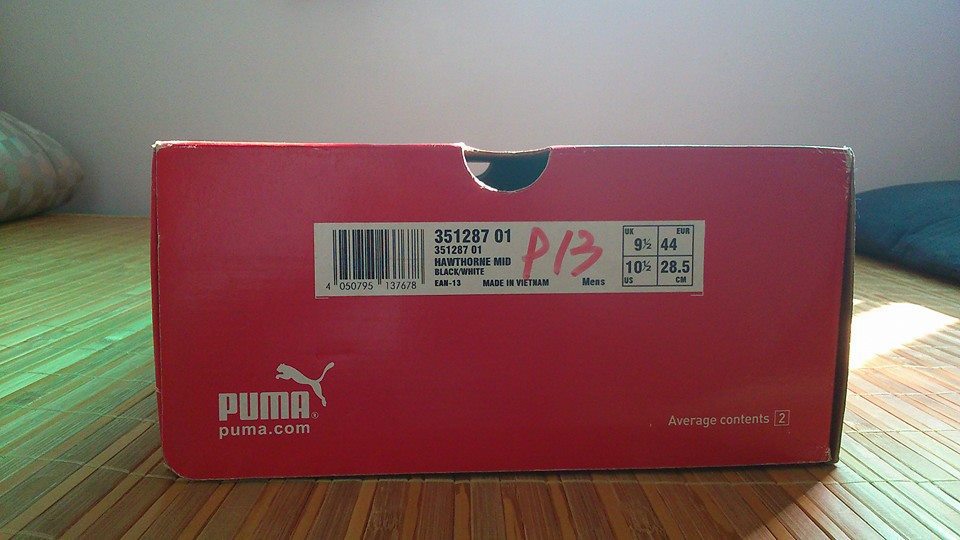 351287 01
351287 01
HAWTHORNE MID
BLACK/WHITE
EAN-13 MADE IN VIETNAM Mens
4 050795 137678
P13
UK EUR
9½ 44
10½ 28.5
US CM
PUMA®
puma.com
Average contents 2